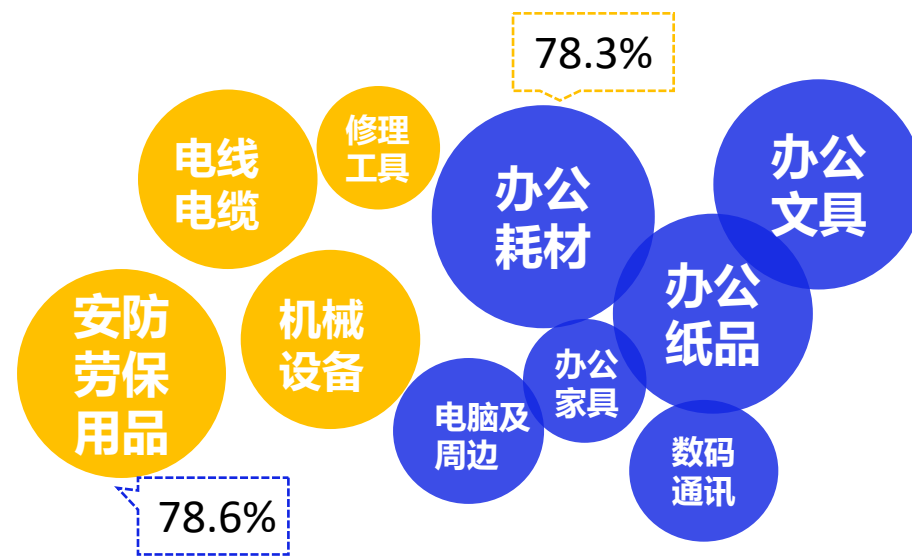 78.3%
修理
工具
电线
电缆
办公
耗材
办公
文具
安防
劳保
用品
机械
设备
办公
纸品
办公
家具
电脑及
周边
数码
通讯
78.6%